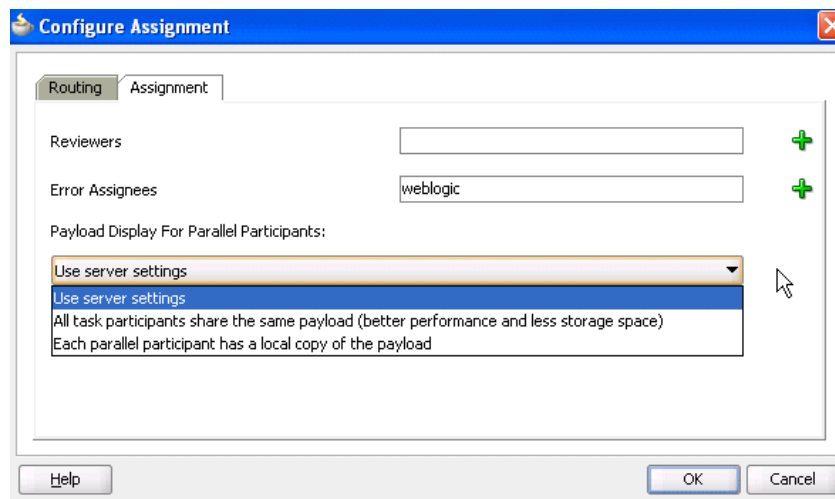 Configure Assignment
Routing Assignment
Reviewers
Error Assignees weblogic
Payload Display For Parallel Participants:
Use server settings
Use server settings
All task participants share the same payload (better performance and less storage space)
Each parallel participant has a local copy of the payload
Help OK Cancel